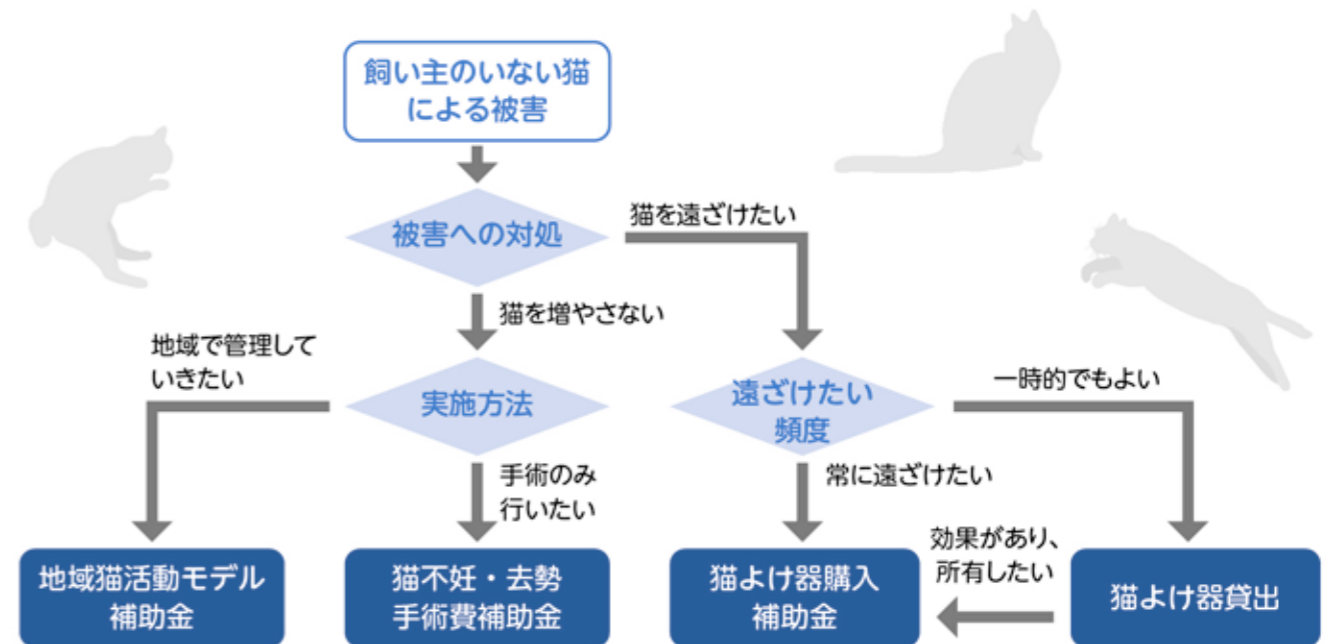 飼い主のいない猫
による被害
被害への対処
猫を遠ざけたい
猫を増やさない
地域で管理して
いきたい
実施方法
遠ざけたい
頻度
一時的でもよい
手術のみ
行いたい
常に遠ざけたい
効果があり、
所有したい
地域猫活動モデル
補助金
猫不妊・去勢
手術費補助金
猫よけ器購入
補助金
猫よけ器貸出